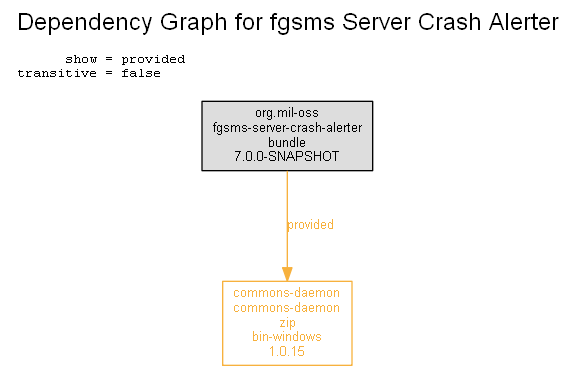 Dependency Graph for fgsms Server Crash Alerter
show = provided
transitive = false
org.mil-oss
fgsms-server-crash-alerter
bundle
7.0.0-SNAPSHOT
provided
commons-daemon
commons-daemon
zip
bin-windows
1.0.15